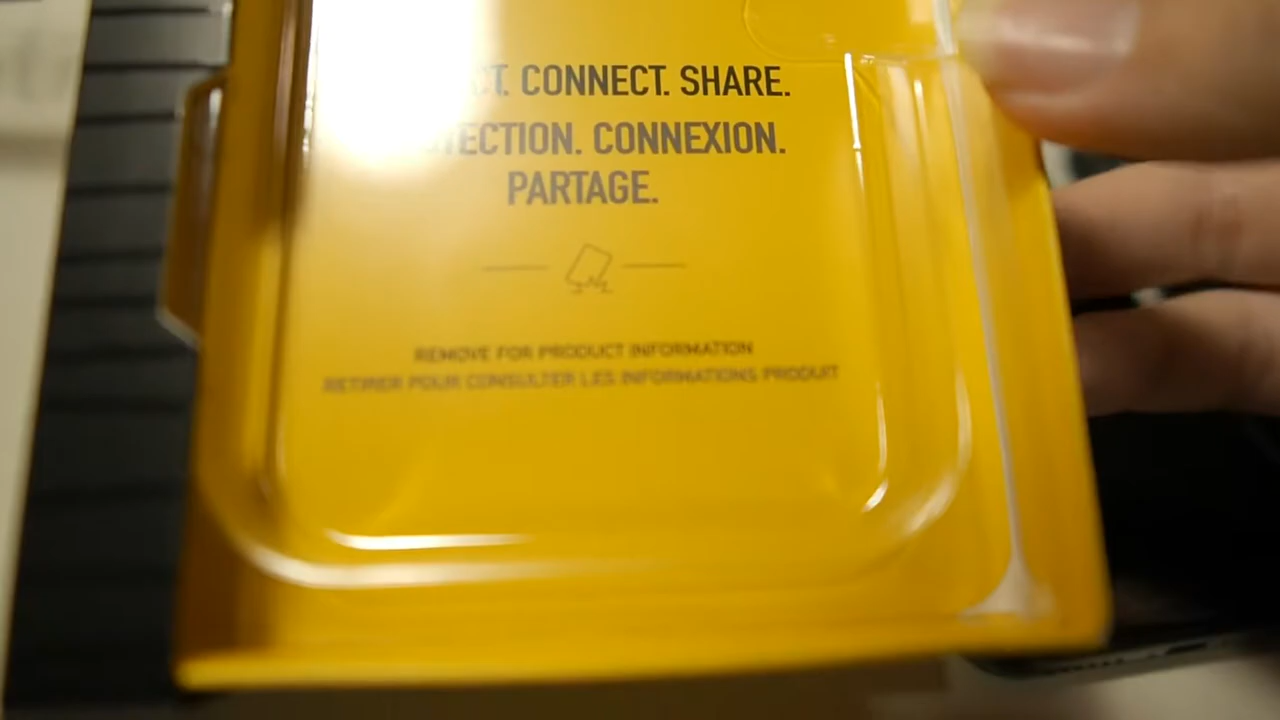 CONNECT. SHARE.
CONNEXION.
PARTAGE.
REMOVE FOR PRODUCT INFORMATION
RETIRER POUR CONSULTER LES INFORMATIONS PRODUIT